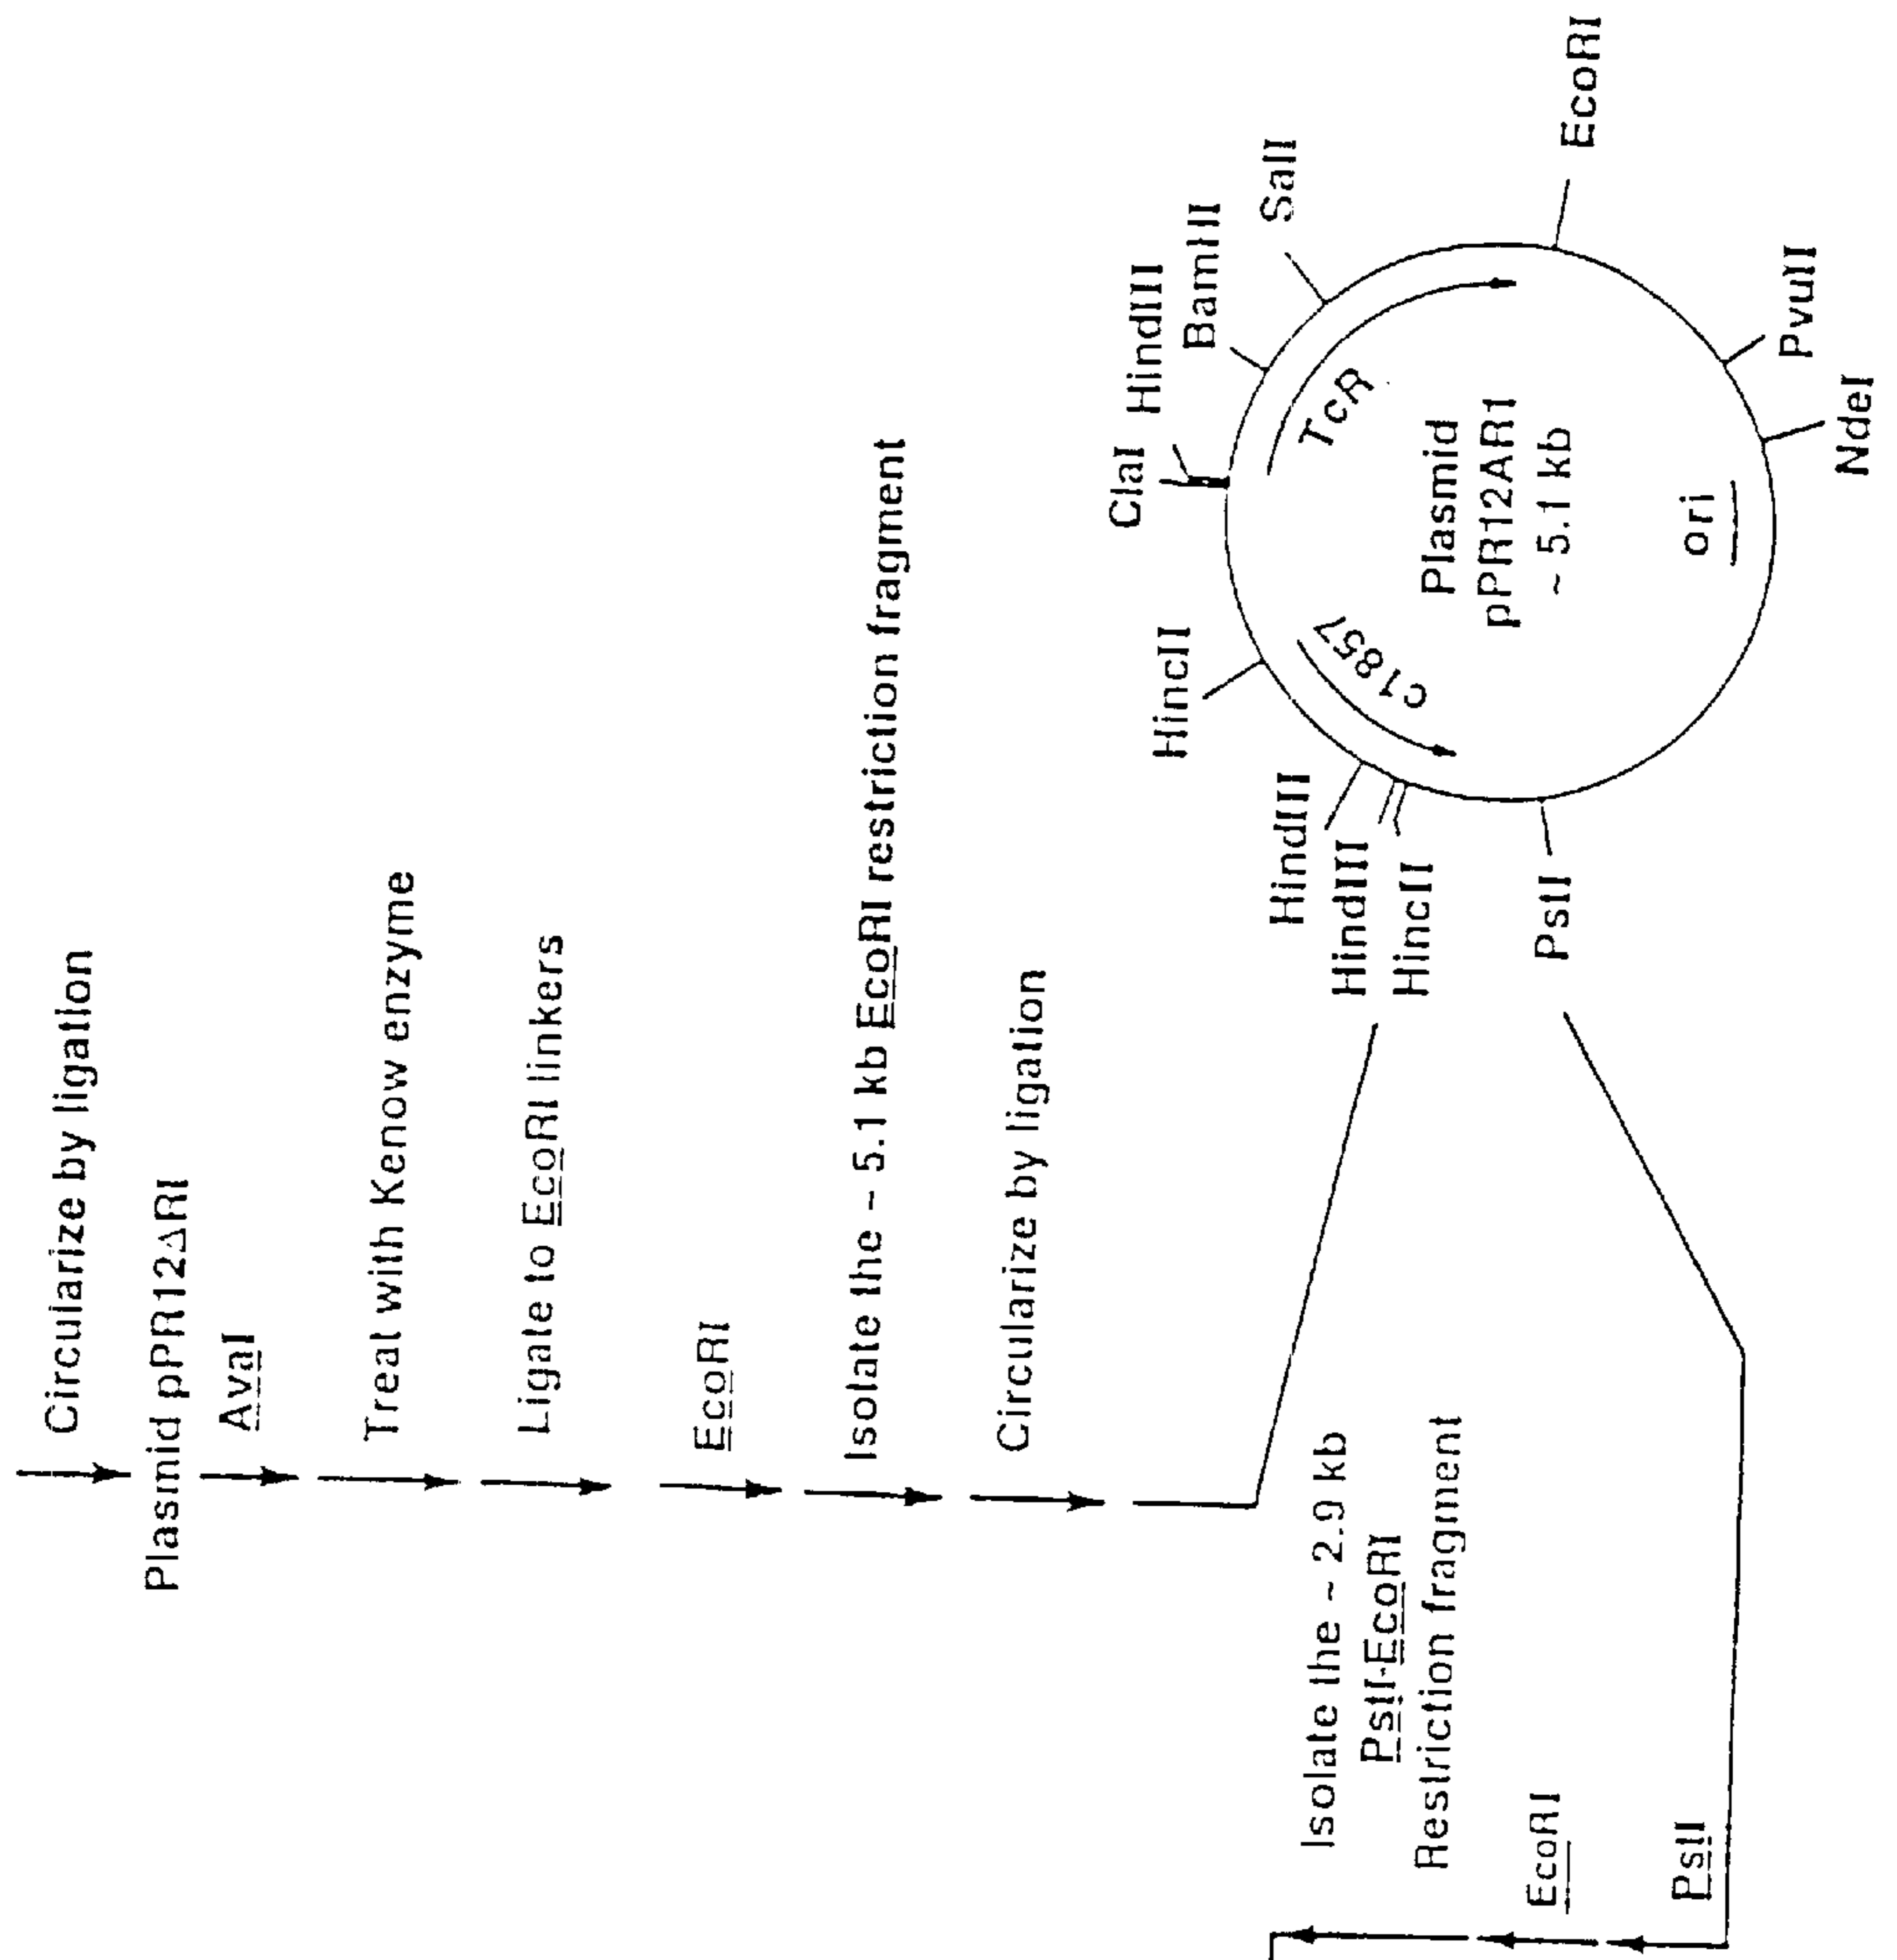 Circularize by ligation
Plasmid pPR12ΔRI
AvaI
Treat with Kenow enzyme
Ligate to EcoRI linkers
EcoRI
Isolate the ~ 5.1 kb EcoRI restriction fragment
Circularize by ligation
ClaI
HindIII
BamHI
SalI
EcoRI
PvuII
NdeI
HincII
HindIII
HindIII
HincII
PstI
TcR
c1857
Plasmid
pPR12AR1
~ 5.1 kb
ori
Isolate the ~ 2.9 kb
PstI-EcoRI
Restriction fragment
EcoRI
PstI